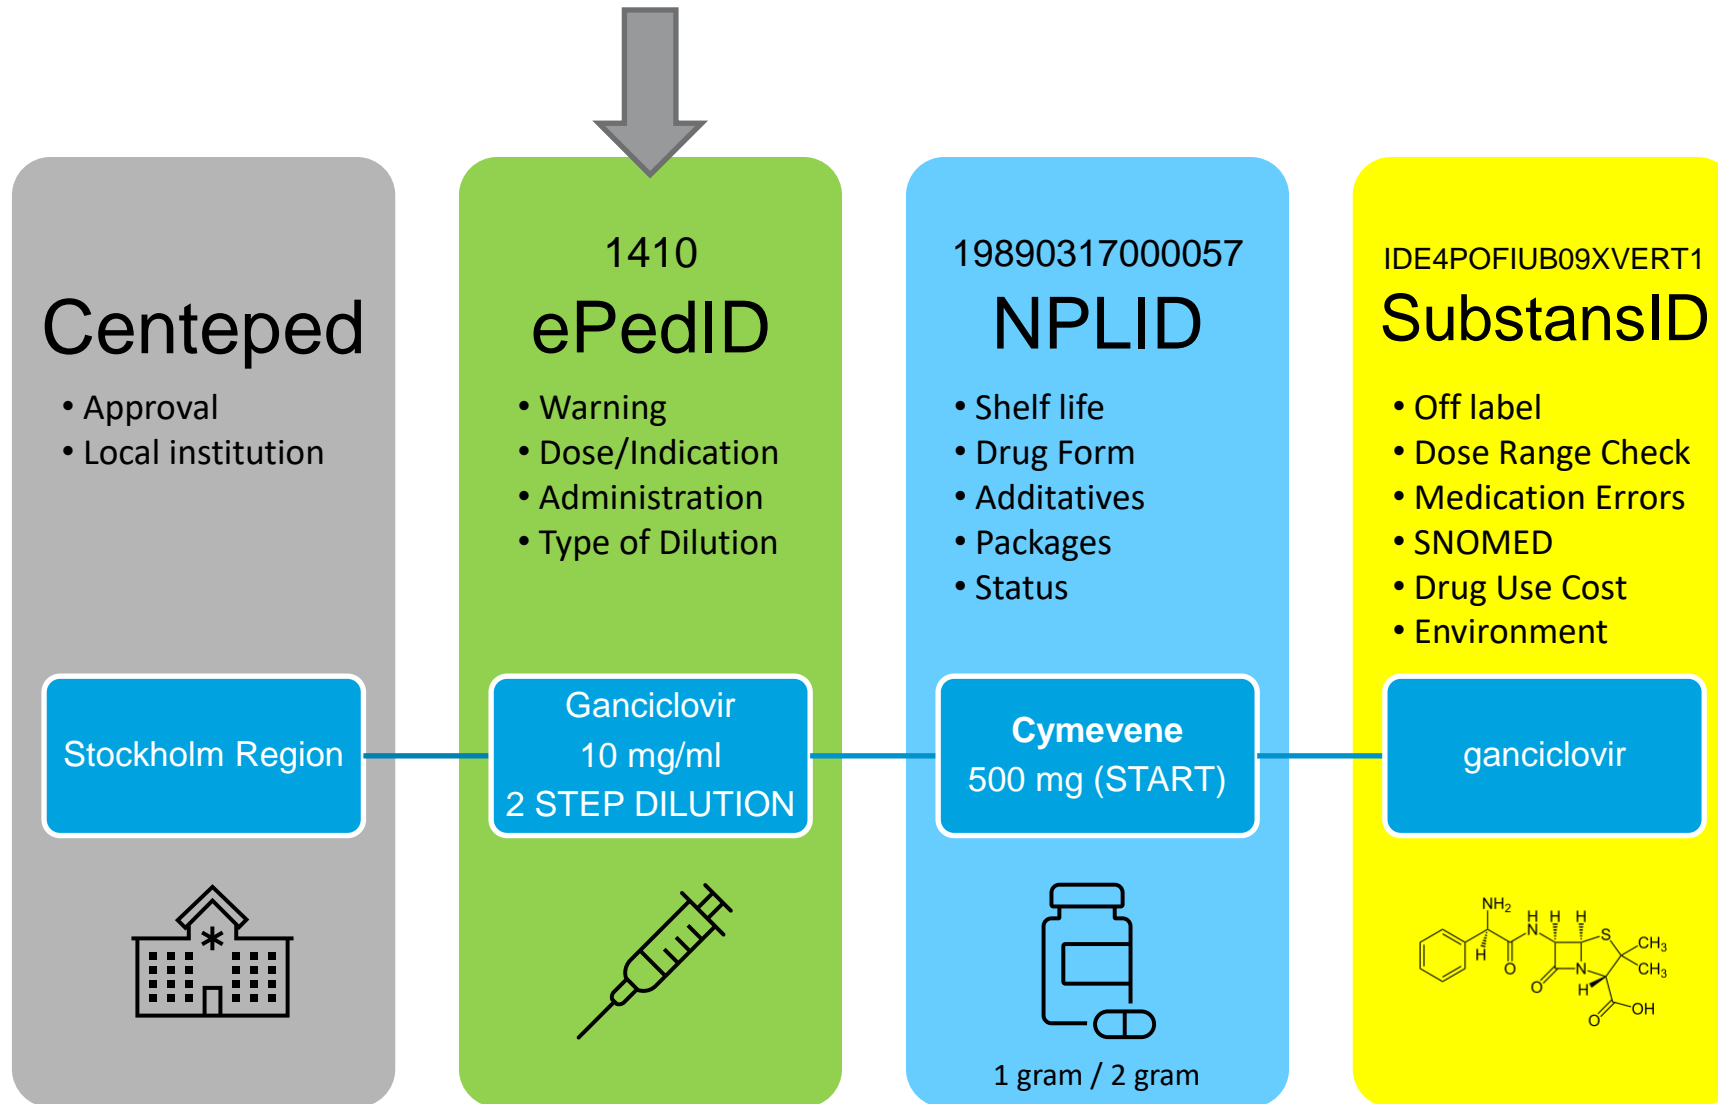 Centeped
• Approval
• Local institution
Stockholm Region
1410
ePedID
• Warning
• Dose/Indication
• Administration
• Type of Dilution
Ganciclovir
10 mg/ml
2 STEP DILUTION
19890317000057
NPLID
• Shelf life
• Drug Form
• Additatives
• Packages
• Status
Cymevene
500 mg (START)
1 gram / 2 gram
IDE4POFIUB09XVERT1
SubstansID
• Off label
• Dose Range Check
• Medication Errors
• SNOMED
• Drug Use Cost
• Environment
ganciclovir
NH2
H H H
HN S
H CH3
O
N CH3
O H
OH
O